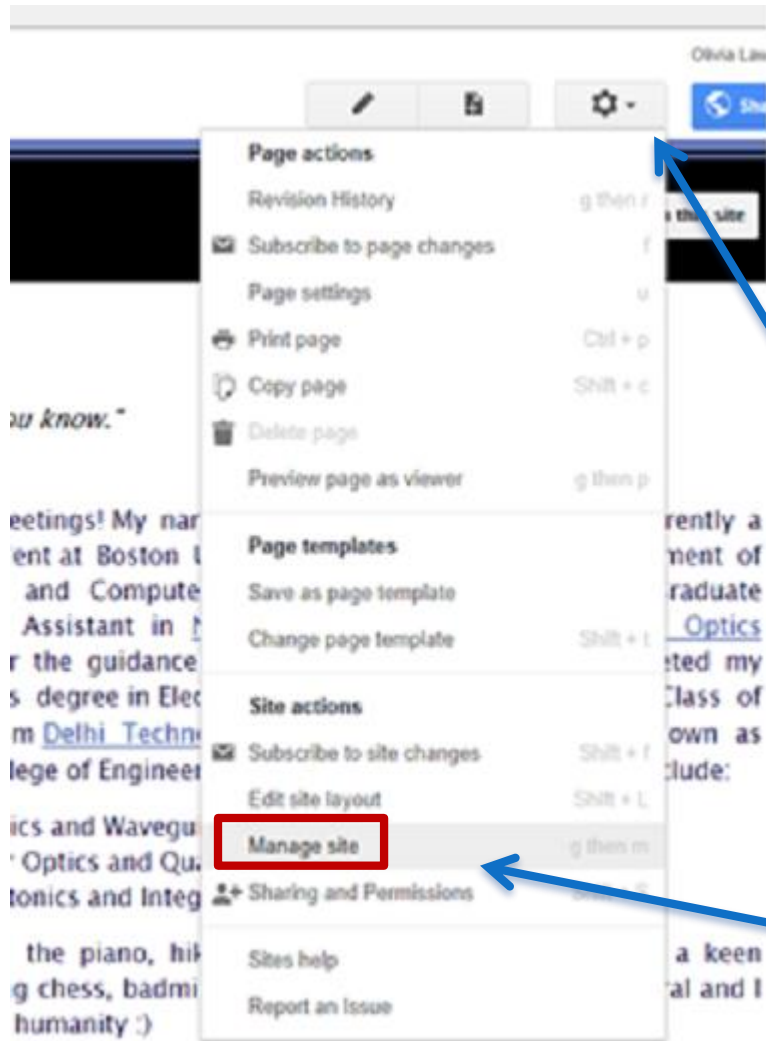 Olivia Law
Sha
this site
Page actions
Revision History g then r
Subscribe to page changes f
Page settings u
Print page Ctrl + p
Copy page Shift + c
Delete page
Preview page as viewer g then p
Page templates
Save as page template
Change page template Shift + t
Site actions
Subscribe to site changes Shift + f
Edit site layout Shift + L
Manage site g then m
Sharing and Permissions
Sites help
Report an Issue
ou know."
eetings! My nar rently a
ent at Boston U ment of
and Compute raduate
Assistant in N Optics
r the guidance eted my
s degree in Elec Class of
m Delhi Techn own as
lege of Engineer clude:
ics and Wavegu
r Optics and Qua
tonics and Integ
the piano, hik a keen
g chess, badmi al and I
humanity :)